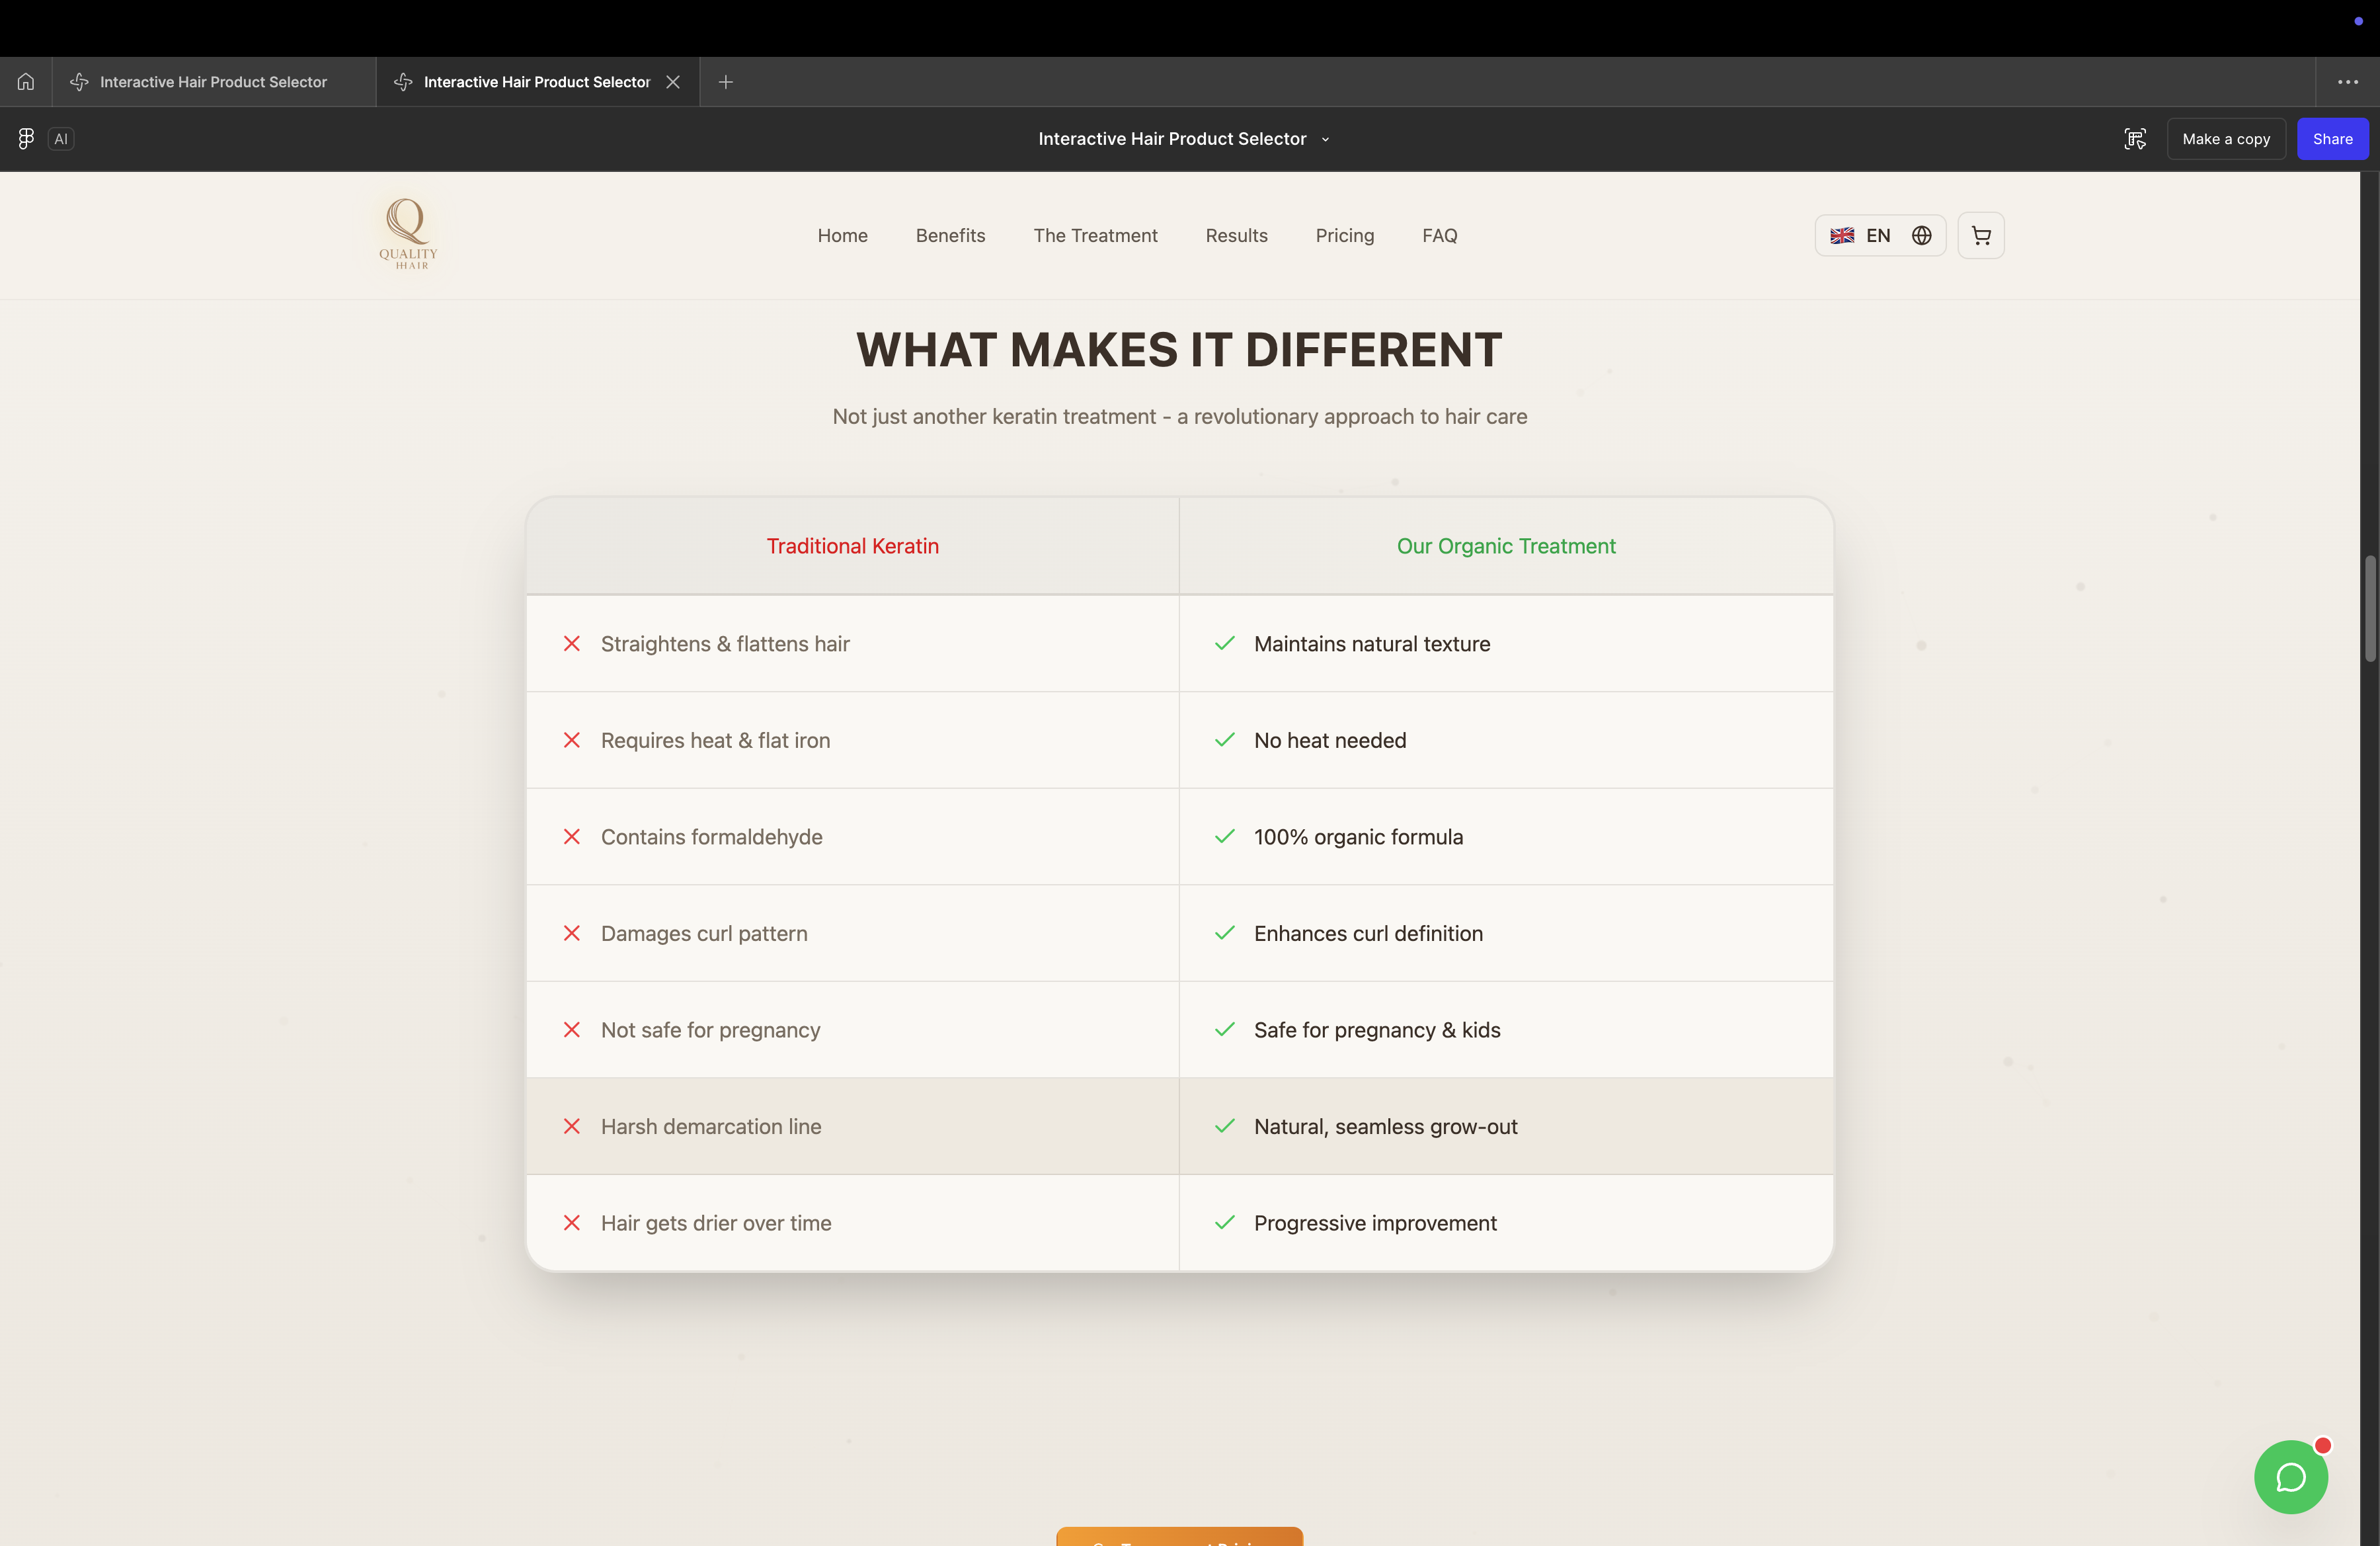 Interactive Hair Product Selector
Interactive Hair Product Selector
AI
Interactive Hair Product Selector
Make a copy
Share
QUALITY
HHAIR
Home
Benefits
The Treatment
Results
Pricing
FAQ
EN
WHAT MAKES IT DIFFERENT
Not just another keratin treatment - a revolutionary approach to hair care
Traditional Keratin
Our Organic Treatment
Straightens & flattens hair
Maintains natural texture
Requires heat & flat iron
No heat needed
Contains formaldehyde
100% organic formula
Damages curl pattern
Enhances curl definition
Not safe for pregnancy
Safe for pregnancy & kids
Harsh demarcation line
Natural, seamless grow-out
Hair gets drier over time
Progressive improvement